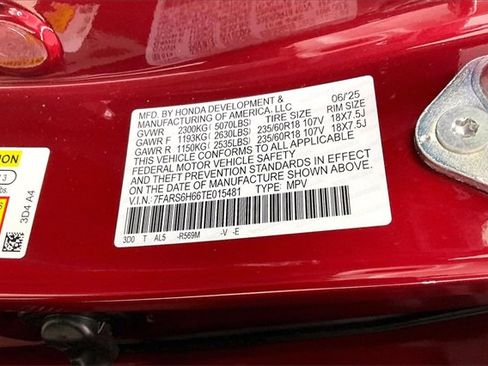 MFD. BY HONDA DEVELOPMENT & 06/25
MANUFACTURING OF AMERICA, LLC
TIRE SIZE RIM SIZE
GVWR 2300KG( 5070LBS)
GAWR F 1193KG( 2630LBS) 235/60R18 107V 18X7.5J
GAWR R 1150KG( 2535LBS) 235/60R18 107V 18X7.5J
THIS VEHICLE CONFORMS TO ALL APPLICABLE
FEDERAL MOTOR VEHICLE SAFETY
AND THEFT PREVENTION STANDARDS IN EFFECT
ON THE DATE OF MANUFACTURE SHOWN ABOVE.
V.I.N.: 7FARS6H66TE015481 TYPE: MPV
3D0 T AL5 -R569M -V -E
3D4 A4